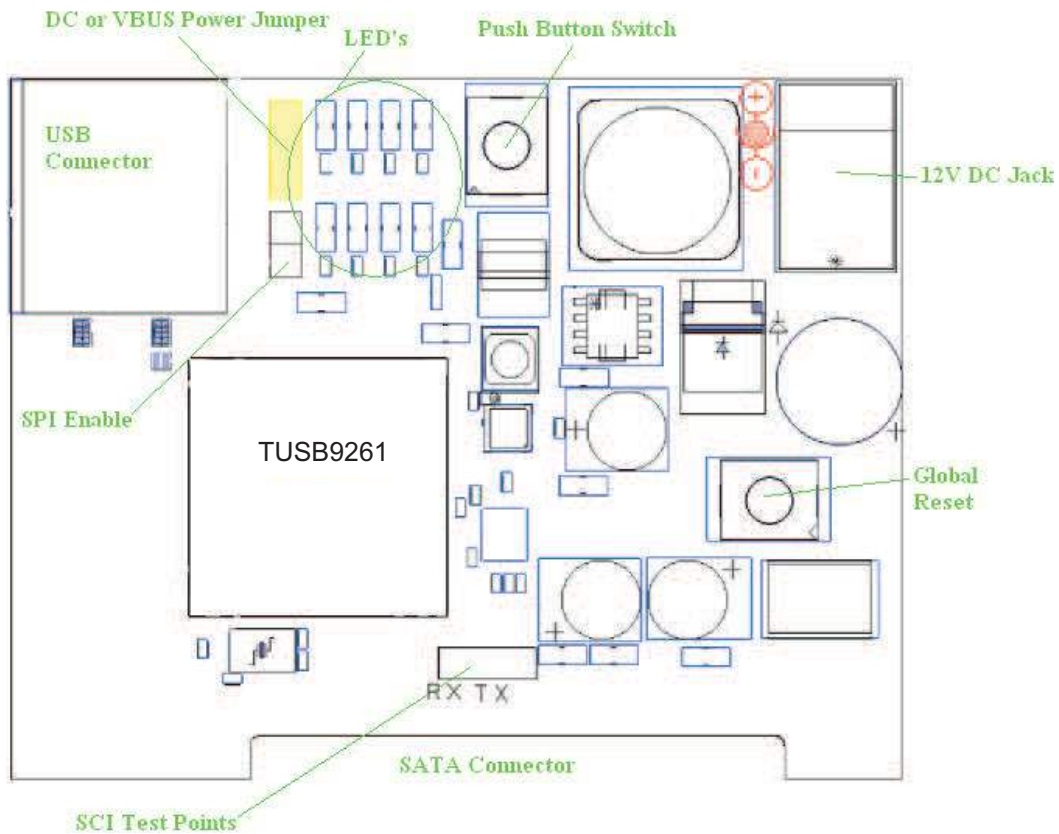 DC or VBUS Power Jumper
LED's
Push Button Switch
USB
Connector
12V DC Jack
SPI Enable
TUSB9261
Global
Reset
RX TX
SATA Connector
SCI Test Points